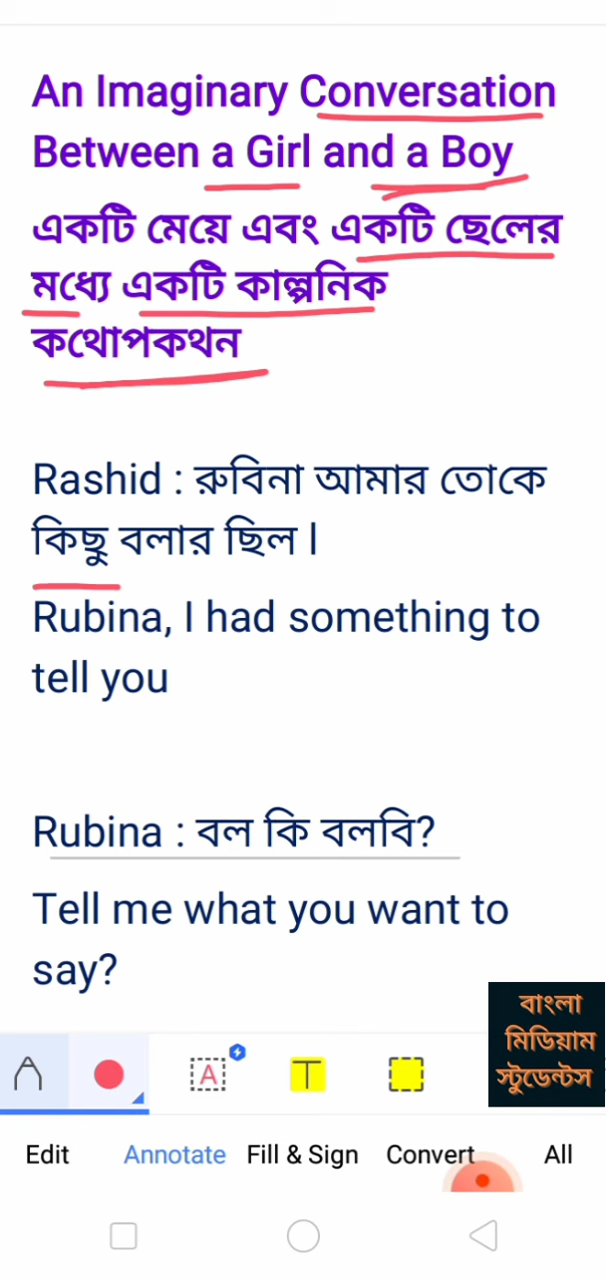 An Imaginary Conversation
Between a Girl and a Boy
একটি মেয়ে এবং একটি ছেলের
মধ্যে একটি কাল্পনিক
কথোপকথন
Rashid : রুবিনা আমার তোকে
কিছু বলার ছিল |
Rubina, I had something to
tell you
Rubina : বল কি বলবি?
Tell me what you want to
say?
বাংলা
মিডিয়াম
স্টুডেন্টস
A
T
Edit Annotate Fill & Sign Convert All